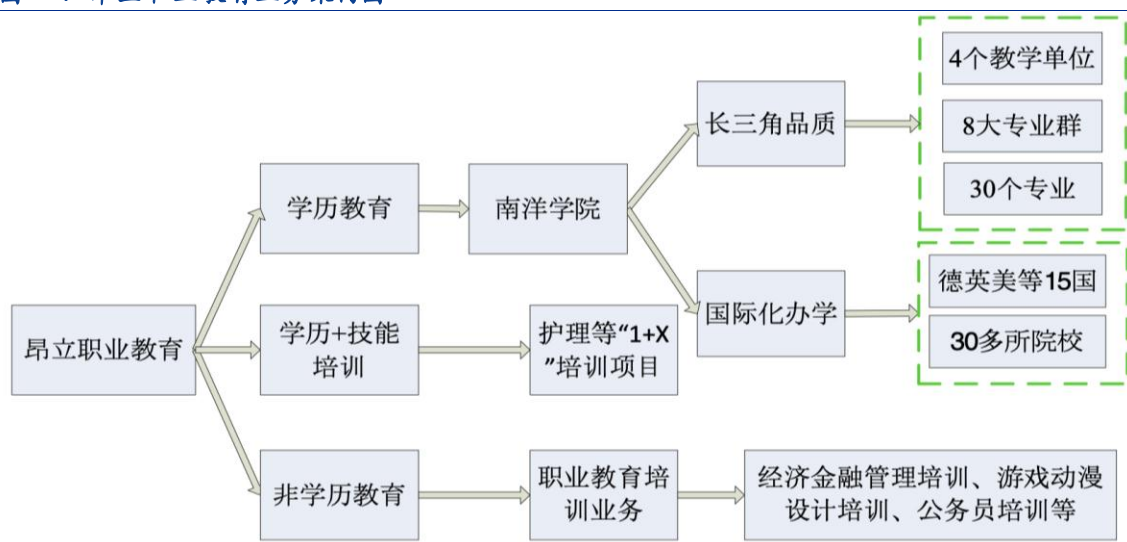 4个教学单位
长三角品质
8大专业群
30个专业
学历教育
南洋学院
德英美等15国
国际化办学
30多所院校
昂立职业教育
学历+技能
培训
护理等“1+X
”培训项目
非学历教育
职业教育培
训业务
经济金融管理培训、游戏动漫
设计培训、公务员培训等